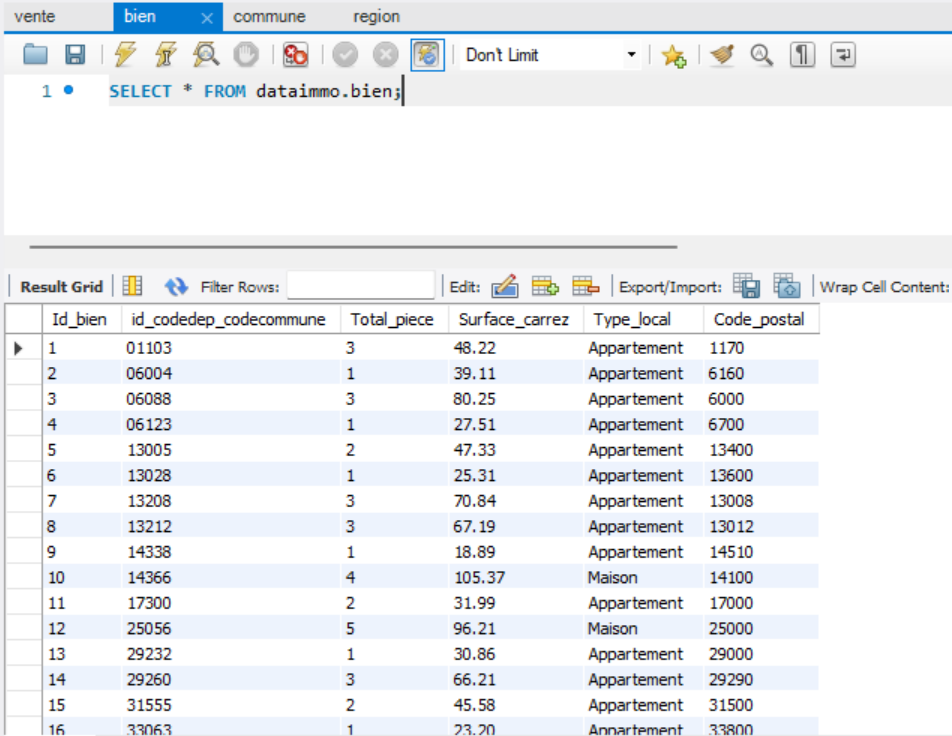 vente bien commune region
Don't Limit
1 SELECT * FROM dataimmo.bien;
Result Grid Filter Rows: Edit: Export/Import: Wrap Cell Content:
Id_bien id_codedep_codecommune Total_piece Surface_carrez Type_local Code_postal
1 01103 3 48.22 Appartement 1170
2 06004 1 39.11 Appartement 6160
3 06088 3 80.25 Appartement 6000
4 06123 1 27.51 Appartement 6700
5 13005 2 47.33 Appartement 13400
6 13028 1 25.31 Appartement 13600
7 13208 3 70.84 Appartement 13008
8 13212 3 67.19 Appartement 13012
9 14338 1 18.89 Appartement 14510
10 14366 4 105.37 Maison 14100
11 17300 2 31.99 Appartement 17000
12 25056 5 96.21 Maison 25000
13 29232 1 30.86 Appartement 29000
14 29260 3 66.21 Appartement 29290
15 31555 2 45.58 Appartement 31500
16 33063 1 23.20 Appartement 33800